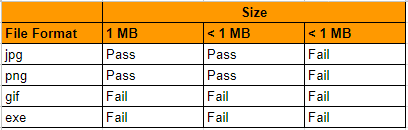 Size
File Format 1 MB < 1 MB < 1 MB
jpg Pass Pass Fail
png Pass Pass Fail
gif Fail Fail Fail
exe Fail Fail Fail